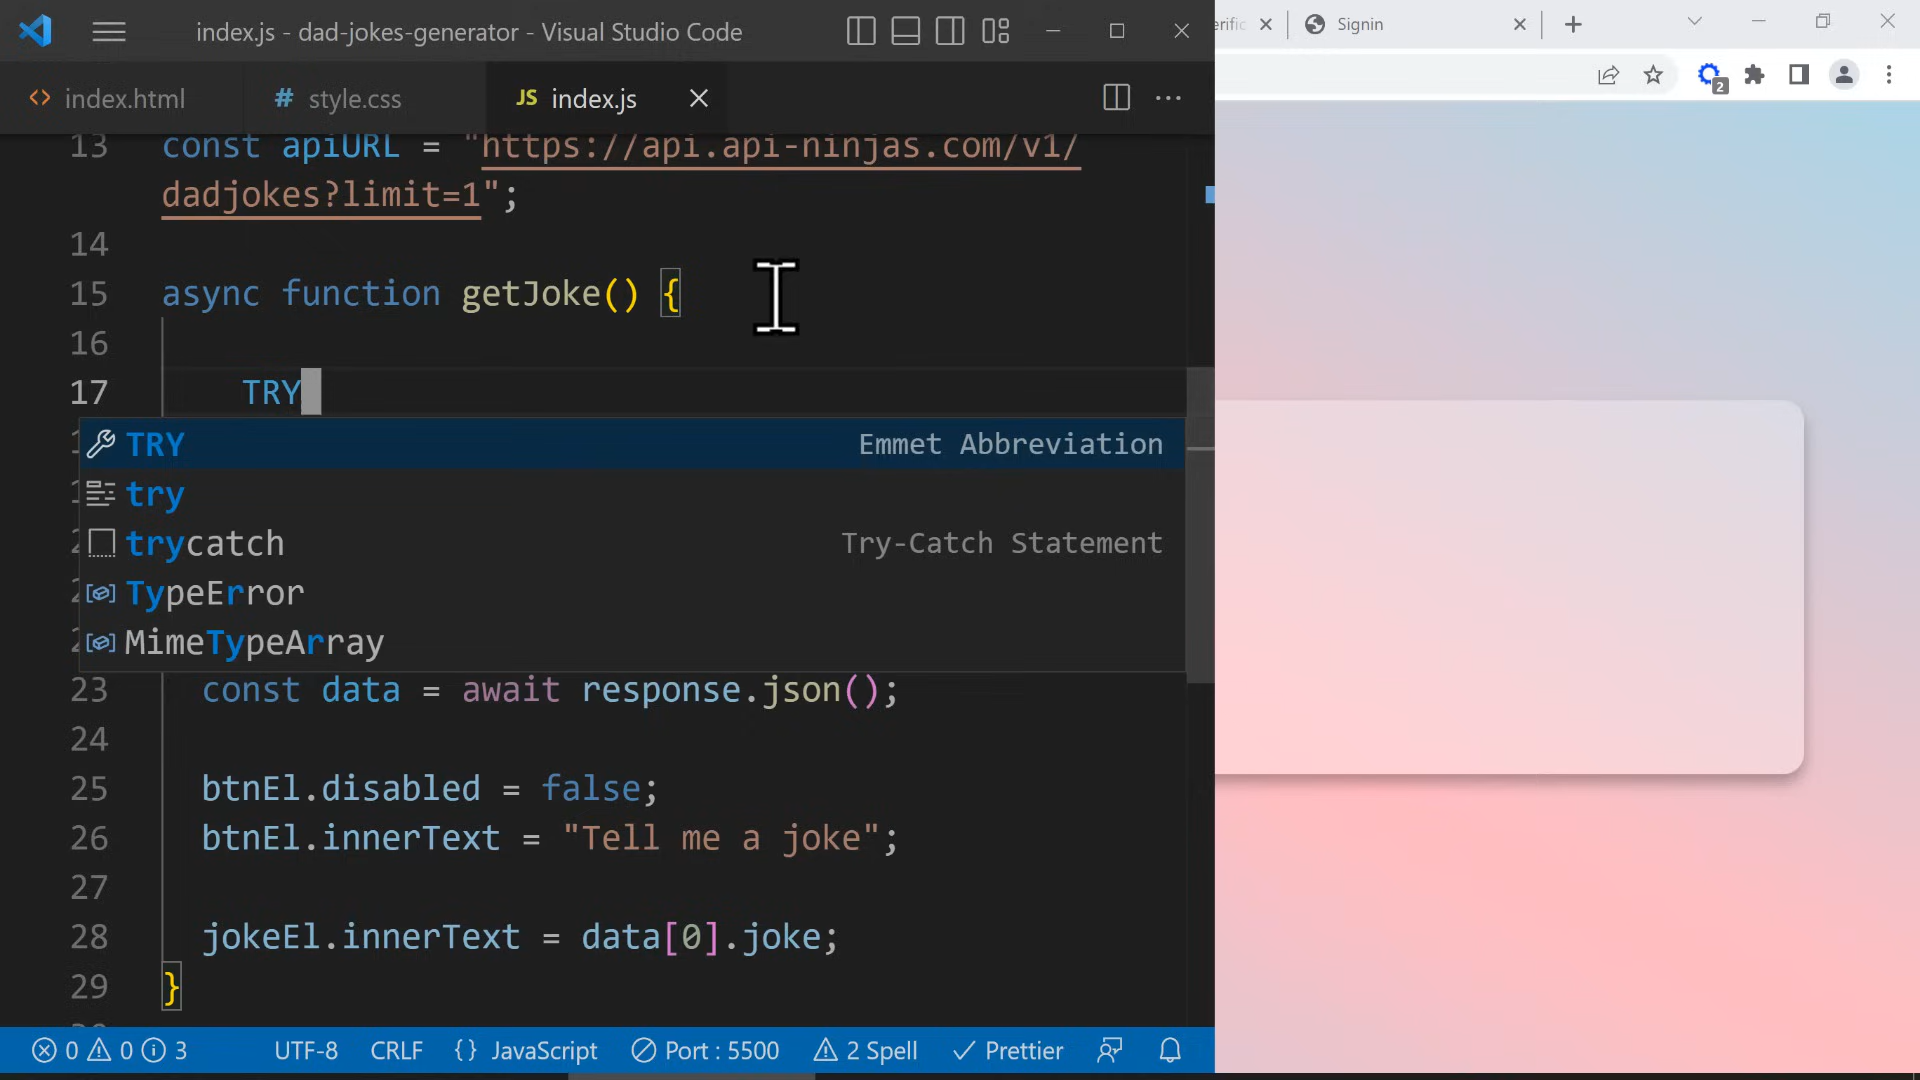 index.js - dad-jokes-generator - Visual Studio Code
Signin
2
index.html
# style.css
JS index.js
13 const apiURL = "https://api.api-ninjas.com/v1/
dadjokes?limit=1";
14
15 async function getJoke() {
16
17 TRY
TRY Emmet Abbreviation
try
trycatch Try-Catch Statement
TypeError
MimeTypeArray
23 const data = await response.json();
24
25 btnEl.disabled = false;
26 btnEl.innerText = "Tell me a joke";
27
28 jokeEl.innerText = data[0].joke;
29 }
0 0 3 UTF-8 CRLF {} JavaScript Port : 5500 2 Spell Prettier